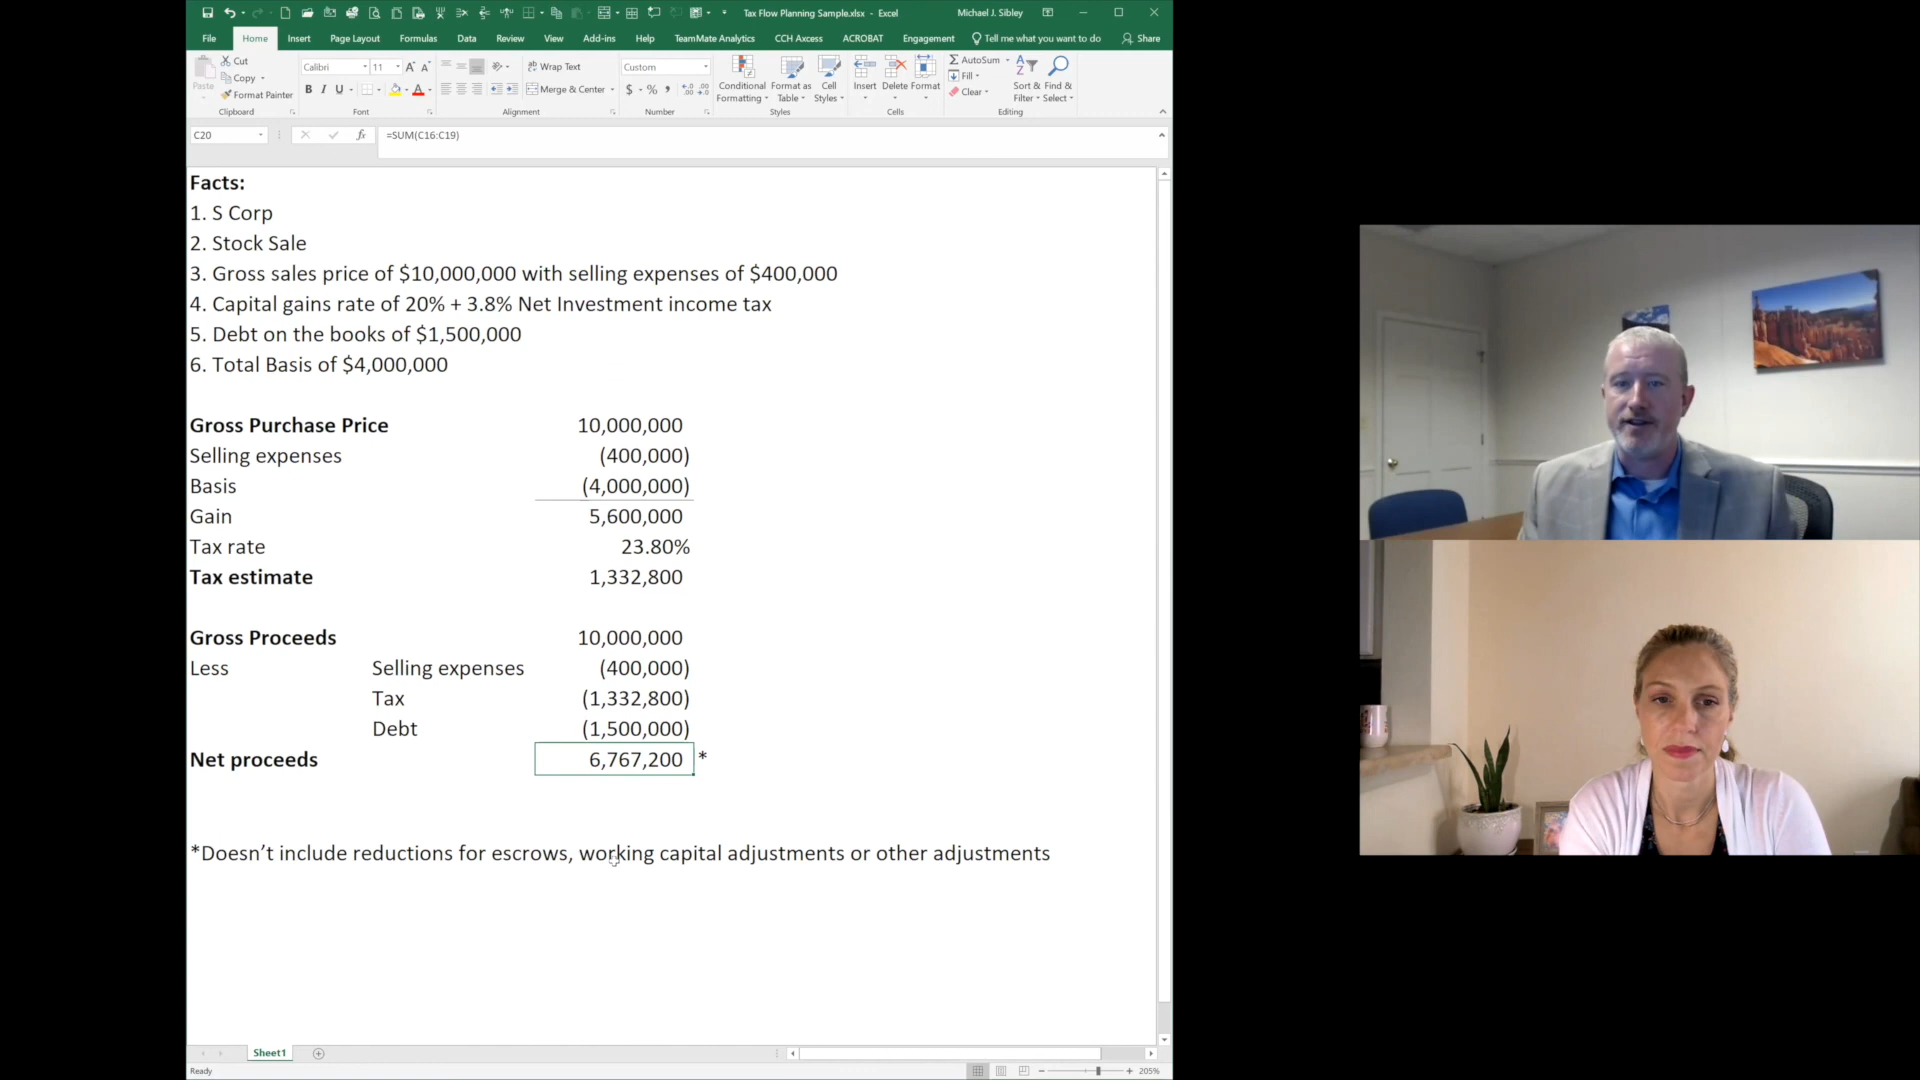 Tax Flow Planning Sample.xlsx - Excel
Michael J. Sibley
File Home Insert Page Layout Formulas Data Review View Add-ins Help TeamMate Analytics CCH Axcess ACROBAT Engagement Tell me what you want to do Share
Paste
Cut
Copy
Format Painter
Clipboard
Calibri 11
B I U
Font
Wrap Text
Merge & Center
Alignment
Custom
$ % ,
Number
Conditional Formatting
Format as Table
Cell Styles
Styles
Insert Delete Format
Cells
AutoSum
Fill
Clear
Sort & Filter
Find & Select
Editing
C20 fx =SUM(C16:C19)
Facts:
1. S Corp
2. Stock Sale
3. Gross sales price of $10,000,000 with selling expenses of $400,000
4. Capital gains rate of 20% + 3.8% Net Investment income tax
5. Debt on the books of $1,500,000
6. Total Basis of $4,000,000
Gross Purchase Price 10,000,000
Selling expenses (400,000)
Basis (4,000,000)
Gain 5,600,000
Tax rate 23.80%
Tax estimate 1,332,800
Gross Proceeds 10,000,000
Less Selling expenses (400,000)
Tax (1,332,800)
Debt (1,500,000)
Net proceeds 6,767,200 *
*Doesn't include reductions for escrows, working capital adjustments or other adjustments
Sheet1
Ready
205%